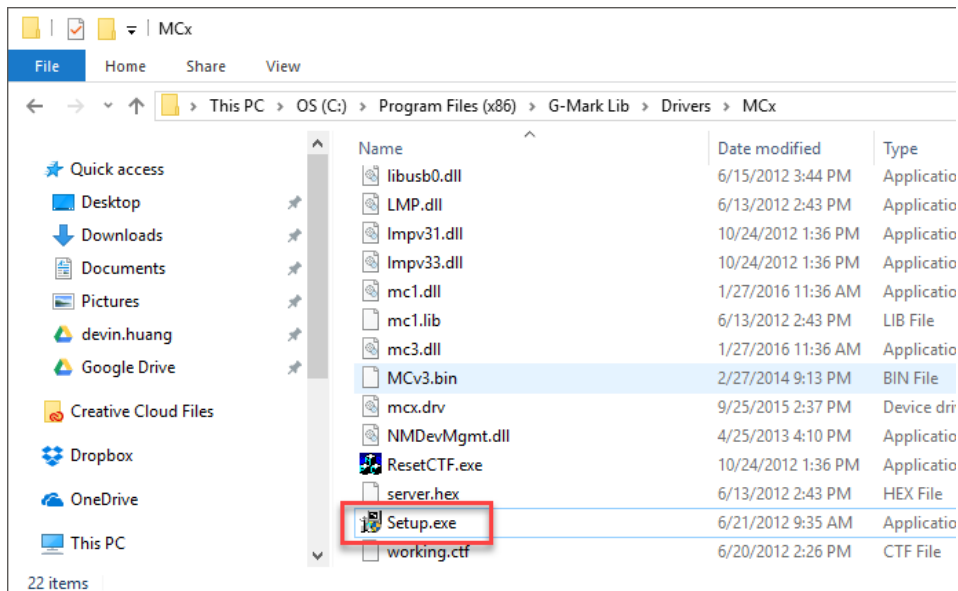 MCx
File Home Share View
This PC > OS (C:) > Program Files (x86) > G-Mark Lib > Drivers > MCx
Quick access
Desktop
Downloads
Documents
Pictures
devin.huang
Google Drive
Creative Cloud Files
Dropbox
OneDrive
This PC
Name Date modified Type
libusb0.dll 6/15/2012 3:44 PM Applicatio
LMP.dll 6/13/2012 2:43 PM Applicatio
lmpv31.dll 10/24/2012 1:36 PM Applicatio
lmpv33.dll 10/24/2012 1:36 PM Applicatio
mc1.dll 1/27/2016 11:36 AM Applicatio
mc1.lib 6/13/2012 2:43 PM LIB File
mc3.dll 1/27/2016 11:36 AM Applicatio
MCv3.bin 2/27/2014 9:13 PM BIN File
mcx.drv 9/25/2015 2:37 PM Device dri
NMDevMgmt.dll 4/25/2013 4:10 PM Applicatio
ResetCTF.exe 10/24/2012 1:36 PM Applicatio
server.hex 6/13/2012 2:43 PM HEX File
Setup.exe 6/21/2012 9:35 AM Applicatio
working.ctf 6/20/2012 2:26 PM CTF File
22 items